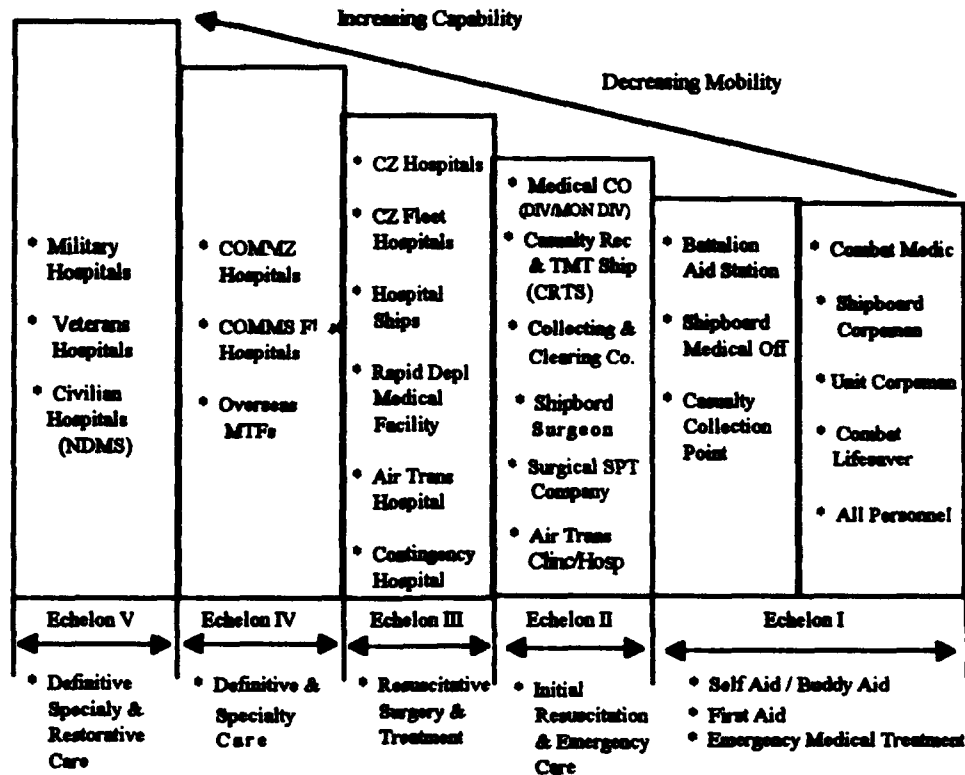 Increasing Capability
Decreasing Mobility
* Military
Hospitals
* Veterans
Hospitals
* Civilian
Hospitals
(NDMS)
* COMMZ
Hospitals
* COMMS
Hospitals
* Overseas
MTFs
* CZ Hospitals
* CZ Fleet
Hospitals
* Hospital
Ships
* Rapid Depl
Medical
Facility
* Air Trans
Hospital
* Contingency
Hospital
* Medical CO
(DIV/MON DIV)
* Casualty Rec
& TMT Ship
(CRTS)
* Collecting &
Clearing Co.
* Shipbord
Surgeon
* Surgical SPT
Company
* Air Trans
Clinc/Hosp
* Battalion
Aid Station
* Shipboard
Medical Off
* Casualty
Collection
Point
* Combat Medic
* Shipboard
Corpsman
* Unit Corpsman
* Combat
Lifesaver
* All Personnel
Echelon V
Echelon IV
Echelon III
Echelon II
Echelon I
* Definitive
Specialy &
Restorative
Care
* Definitive &
Specialty
Care
* Resuscitative
Surgery &
Treatment
* Initial
Resuscitation
& Emergency
Care
* Self Aid / Buddy Aid
* First Aid
* Emergency Medical Treatment